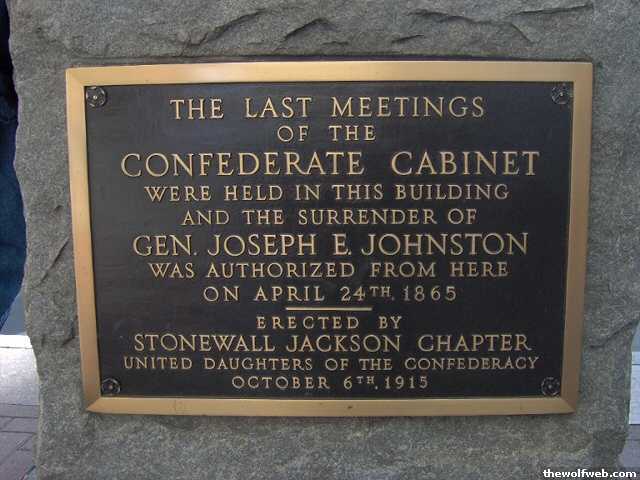 THE LAST MEETINGS
OF THE
CONFEDERATE CABINET
WERE HELD IN THIS BUILDING
AND THE SURRENDER OF
GEN. JOSEPH E. JOHNSTON
WAS AUTHORIZED FROM HERE
ON APRIL 24TH, 1865
ERECTED BY
STONEWALL JACKSON CHAPTER
UNITED DAUGHTERS OF THE CONFEDERACY
OCTOBER 6TH, 1915
thewolfweb.com